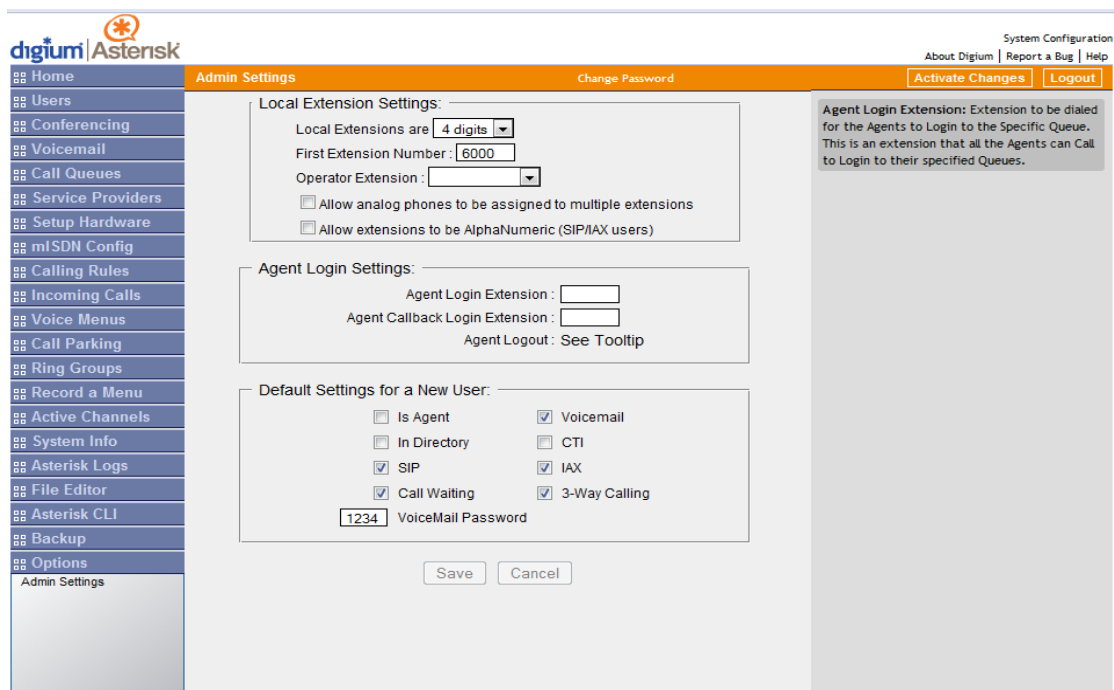 digium Asterisk
System Configuration
About Digium | Report a Bug | Help
Home
Users
Conferencing
Voicemail
Call Queues
Service Providers
Setup Hardware
mISDN Config
Calling Rules
Incoming Calls
Voice Menus
Call Parking
Ring Groups
Record a Menu
Active Channels
System Info
Asterisk Logs
File Editor
Asterisk CLI
Backup
Options
Admin Settings
Admin Settings Change Password Activate Changes Logout
Local Extension Settings:
Local Extensions are 4 digits
First Extension Number : 6000
Operator Extension :
Allow analog phones to be assigned to multiple extensions
Allow extensions to be AlphaNumeric (SIP/IAX users)
Agent Login Settings:
Agent Login Extension :
Agent Callback Login Extension :
Agent Logout : See Tooltip
Default Settings for a New User:
Is Agent Voicemail
In Directory CTI
SIP IAX
Call Waiting 3-Way Calling
1234 VoiceMail Password
Save Cancel
Agent Login Extension: Extension to be dialed
for the Agents to Login to the Specific Queue.
This is an extension that all the Agents can Call
to Login to their specified Queues.